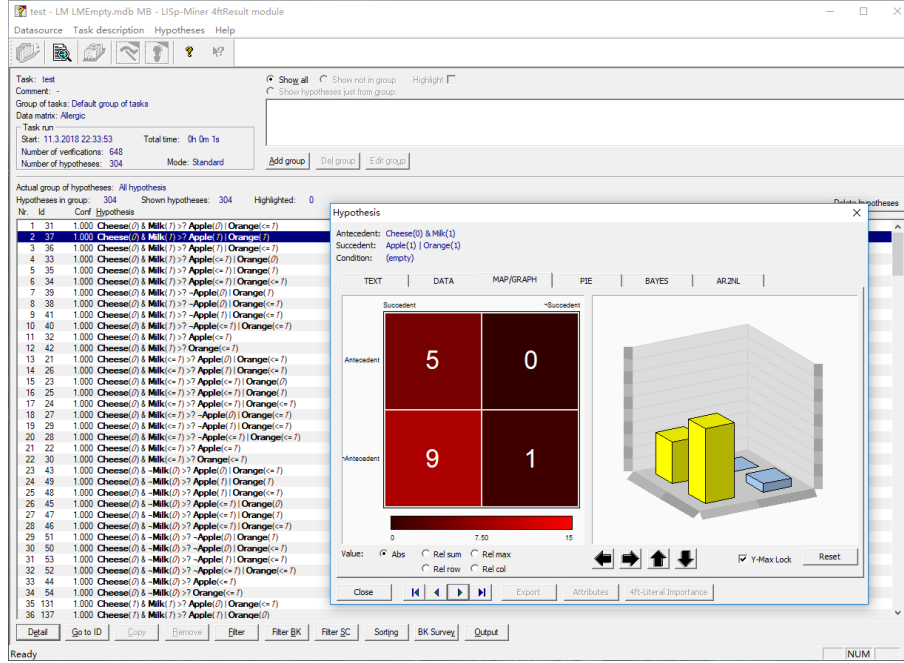 test - LM LMEmpty.mdb MB - LISp-Miner 4ftResult module
Datasource Task description Hypotheses Help
Task: test
Comment: -
Group of tasks: Default group of tasks
Data matrix: Allergic
Task run
Start: 11.3.2018 22:33:53 Total time: 0h 0m 1s
Number of verifications: 648
Number of hypotheses: 304 Mode: Standard
Show all Show not in group Highlight
Show hypotheses just from group:
Add group Del group Edit group
Actual group of hypotheses: All hypothesis
Hypotheses in group: 304 Shown hypotheses: 304 Highlighted: 0
Nr. Id Conf Hypothesis
1 31 1.000 Cheese(0) & Milk(1) >? Apple(0) | Orange(<= 1)
2 37 1.000 Cheese(0) & Milk(1) >? Apple(1) | Orange(1)
3 36 1.000 Cheese(0) & Milk(1) >? Apple(1) | Orange(<= 1)
4 33 1.000 Cheese(0) & Milk(1) >? Apple(<= 1) | Orange(0)
5 35 1.000 Cheese(0) & Milk(1) >? Apple(<= 1) | Orange(1)
6 34 1.000 Cheese(0) & Milk(1) >? Apple(<= 1) | Orange(<= 1)
7 39 1.000 Cheese(0) & Milk(1) >? ~Apple(0) | Orange(1)
8 38 1.000 Cheese(0) & Milk(1) >? ~Apple(0) | Orange(<= 1)
9 41 1.000 Cheese(0) & Milk(1) >? ~Apple(1) | Orange(<= 1)
10 40 1.000 Cheese(0) & Milk(1) >? ~Apple(<= 1) | Orange(<= 1)
11 32 1.000 Cheese(0) & Milk(1) >? Apple(<= 1)
12 42 1.000 Cheese(0) & Milk(1) >? Orange(<= 1)
13 21 1.000 Cheese(0) & Milk(<= 1) >? Apple(0) | Orange(<= 1)
14 26 1.000 Cheese(0) & Milk(<= 1) >? Apple(1) | Orange(<= 1)
15 23 1.000 Cheese(0) & Milk(<= 1) >? Apple(<= 1) | Orange(0)
16 25 1.000 Cheese(0) & Milk(<= 1) >? Apple(<= 1) | Orange(1)
17 24 1.000 Cheese(0) & Milk(<= 1) >? Apple(<= 1) | Orange(<= 1)
18 27 1.000 Cheese(0) & Milk(<= 1) >? ~Apple(0) | Orange(<= 1)
19 29 1.000 Cheese(0) & Milk(<= 1) >? ~Apple(1) | Orange(<= 1)
20 28 1.000 Cheese(0) & Milk(<= 1) >? ~Apple(<= 1) | Orange(<= 1)
21 22 1.000 Cheese(0) & Milk(<= 1) >? Apple(<= 1)
22 30 1.000 Cheese(0) & Milk(<= 1) >? Orange(<= 1)
23 43 1.000 Cheese(0) & ~Milk(0) >? Apple(0) | Orange(<= 1)
24 49 1.000 Cheese(0) & ~Milk(0) >? Apple(1) | Orange(1)
25 48 1.000 Cheese(0) & ~Milk(0) >? Apple(1) | Orange(<= 1)
26 45 1.000 Cheese(0) & ~Milk(0) >? Apple(<= 1) | Orange(0)
27 47 1.000 Cheese(0) & ~Milk(0) >? Apple(<= 1) | Orange(1)
28 46 1.000 Cheese(0) & ~Milk(0) >? Apple(<= 1) | Orange(<= 1)
29 51 1.000 Cheese(0) & ~Milk(0) >? ~Apple(0) | Orange(1)
30 50 1.000 Cheese(0) & ~Milk(0) >? ~Apple(0) | Orange(<= 1)
31 53 1.000 Cheese(0) & ~Milk(0) >? ~Apple(1) | Orange(<= 1)
32 52 1.000 Cheese(0) & ~Milk(0) >? ~Apple(<= 1) | Orange(<= 1)
33 44 1.000 Cheese(0) & ~Milk(0) >? Apple(<= 1)
34 54 1.000 Cheese(0) & ~Milk(0) >? Orange(<= 1)
35 131 1.000 Cheese(1) & Milk(1) >? Apple(0) | Orange(<= 1)
36 137 1.000 Cheese(1) & Milk(1) >? Apple(<= 1) | Orange(0)
Hypothesis
Antecedent: Cheese(0) & Milk(1)
Succedent: Apple(1) | Orange(1)
Condition: (empty)
TEXT DATA MAP/GRAPH PIE BAYES AR2NL
Succedent ~Succedent
Antecedent 5 0
~Antecedent 9 1
0 7.50 15
Value: Abs Rel sum Rel max
Rel row Rel col
Y-Max Lock Reset
Close Export Attributes 4ft-Literal Importance
Detail Go to ID Copy Remove Filter Filter BK Filter SC Sorting BK Survey Output
Ready NUM